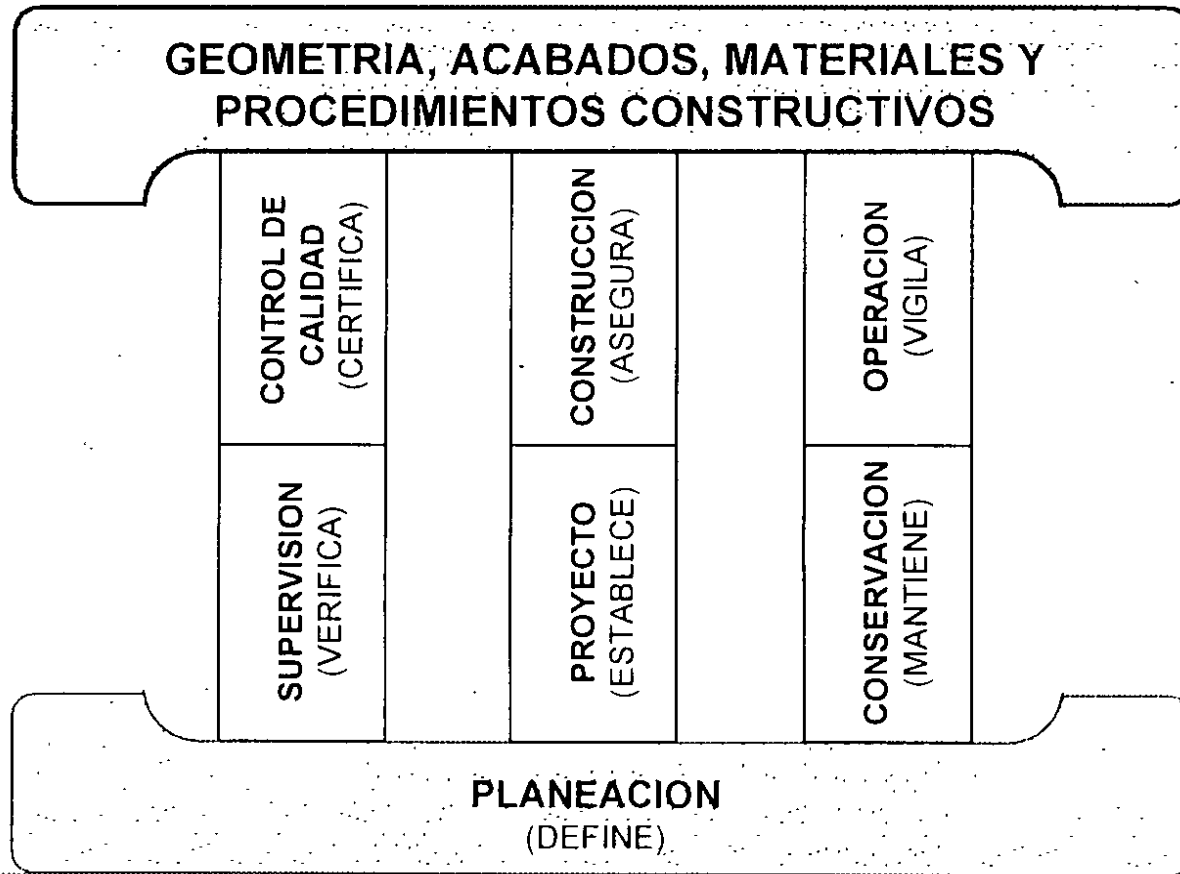 GEOMETRIA, ACABADOS, MATERIALES Y
PROCEDIMIENTOS CONSTRUCTIVOS
CONTROL DE
CALIDAD
(CERTIFICA)
CONSTRUCCION
(ASEGURA)
OPERACION
(VIGILA)
SUPERVISION
(VERIFICA)
PROYECTO
(ESTABLECE)
CONSERVACION
(MANTIENE)
PLANEACION
(DEFINE)